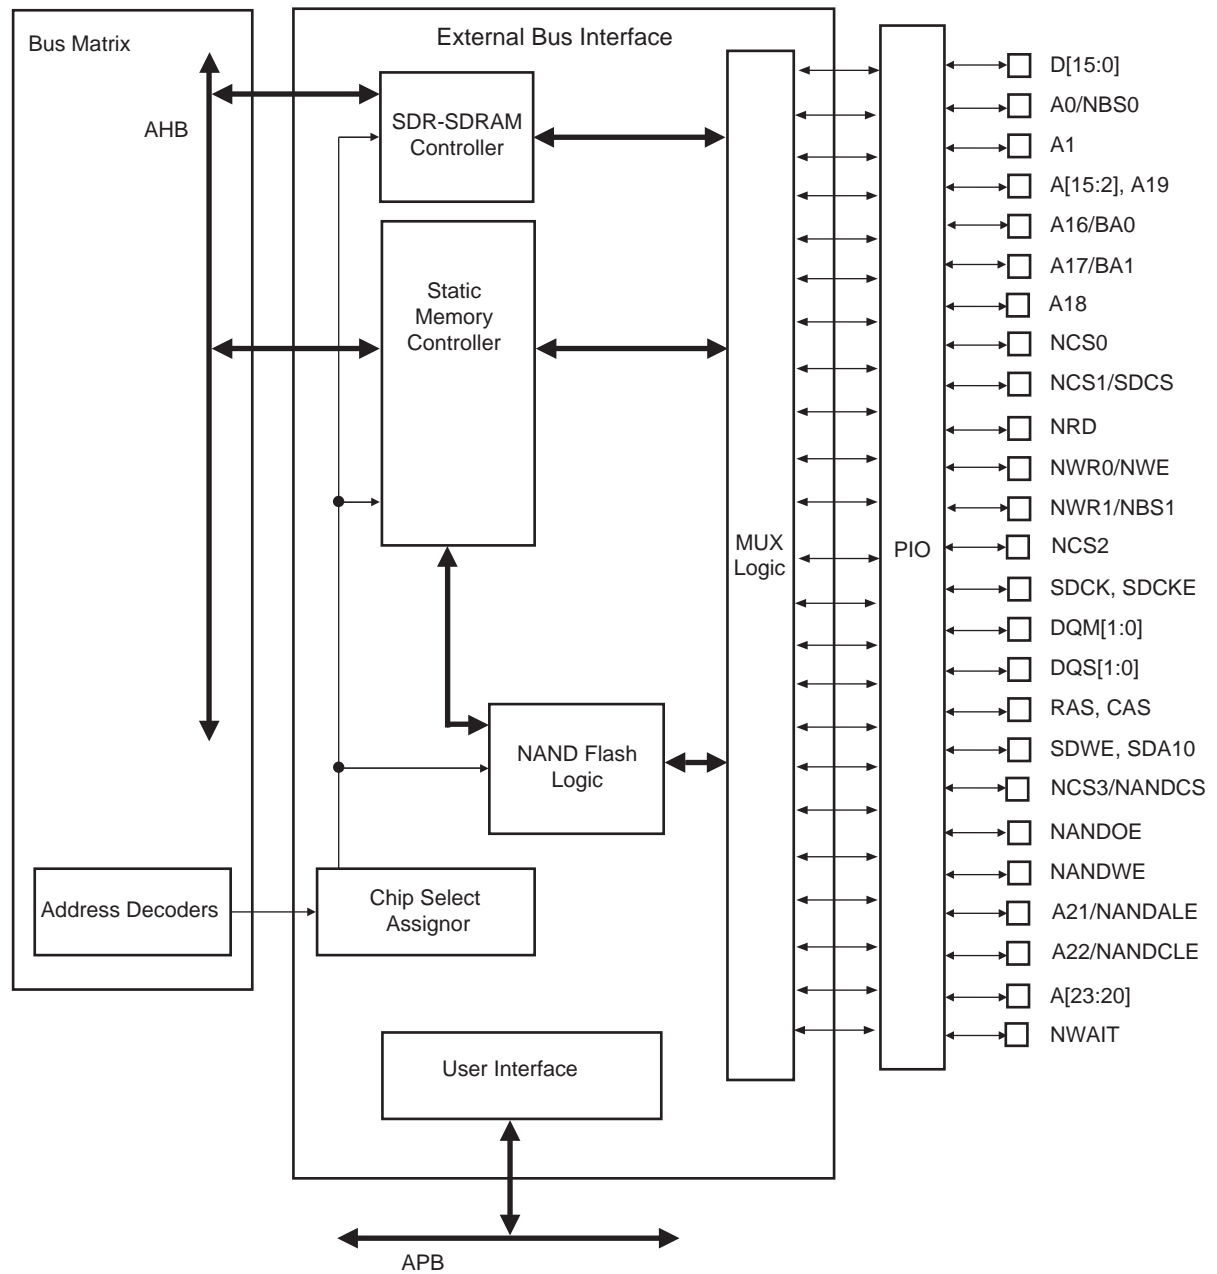 Bus Matrix
External Bus Interface
AHB
SDR-SDRAM
Controller
Static
Memory
Controller
MUX
Logic
PIO
NAND Flash
Logic
Address Decoders
Chip Select
Assignor
User Interface
APB
D[15:0]
A0/NBS0
A1
A[15:2], A19
A16/BA0
A17/BA1
A18
NCS0
NCS1/SDCS
NRD
NWR0/NWE
NWR1/NBS1
NCS2
SDCK, SDCKE
DQM[1:0]
DQS[1:0]
RAS, CAS
SDWE, SDA10
NCS3/NANDCS
NANDOE
NANDWE
A21/NANDALE
A22/NANDCLE
A[23:20]
NWAIT